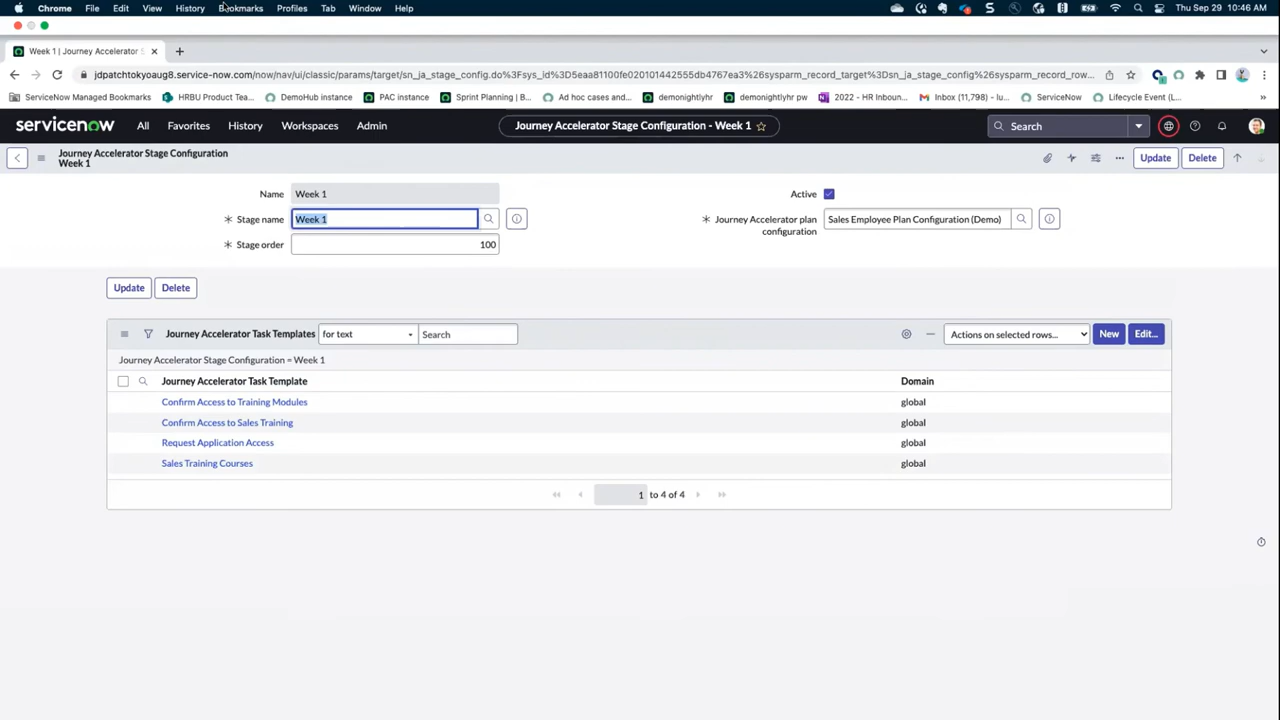 Chrome File Edit View History Bookmarks Profiles Tab Window Help Thu Sep 29 10:46 AM
Week 1 | Journey Accelerator S
jdpatchtokyoaug8.service-now.com/now/nav/ui/classic/params/target/sn_ja_stage_config.do%3Fsys_id%3D5eaa81100fe0201014425​55db4767ea3%26sysparm_record_target%3Dsn_ja_stage_config%26sysparm_record_row...
ServiceNow Managed Bookmarks HRBU Product Tea... DemoHub instance PAC instance Sprint Planning | B... Ad hoc cases and... demonightlyhr demonightlyhr pw 2022 - HR Inboun... Inbox (11,798) - lu... ServiceNow Lifecycle Event (L... »
servicenow All Favorites History Workspaces Admin Journey Accelerator Stage Configuration - Week 1 Search
Journey Accelerator Stage Configuration
Week 1
Update Delete
Name Week 1 Active
Stage name Week 1 Journey Accelerator plan configuration Sales Employee Plan Configuration (Demo)
Stage order 100
Update Delete
Journey Accelerator Task Templates for text Search Actions on selected rows... New Edit...
Journey Accelerator Stage Configuration = Week 1
Journey Accelerator Task Template Domain
Confirm Access to Training Modules global
Confirm Access to Sales Training global
Request Application Access global
Sales Training Courses global
1 to 4 of 4